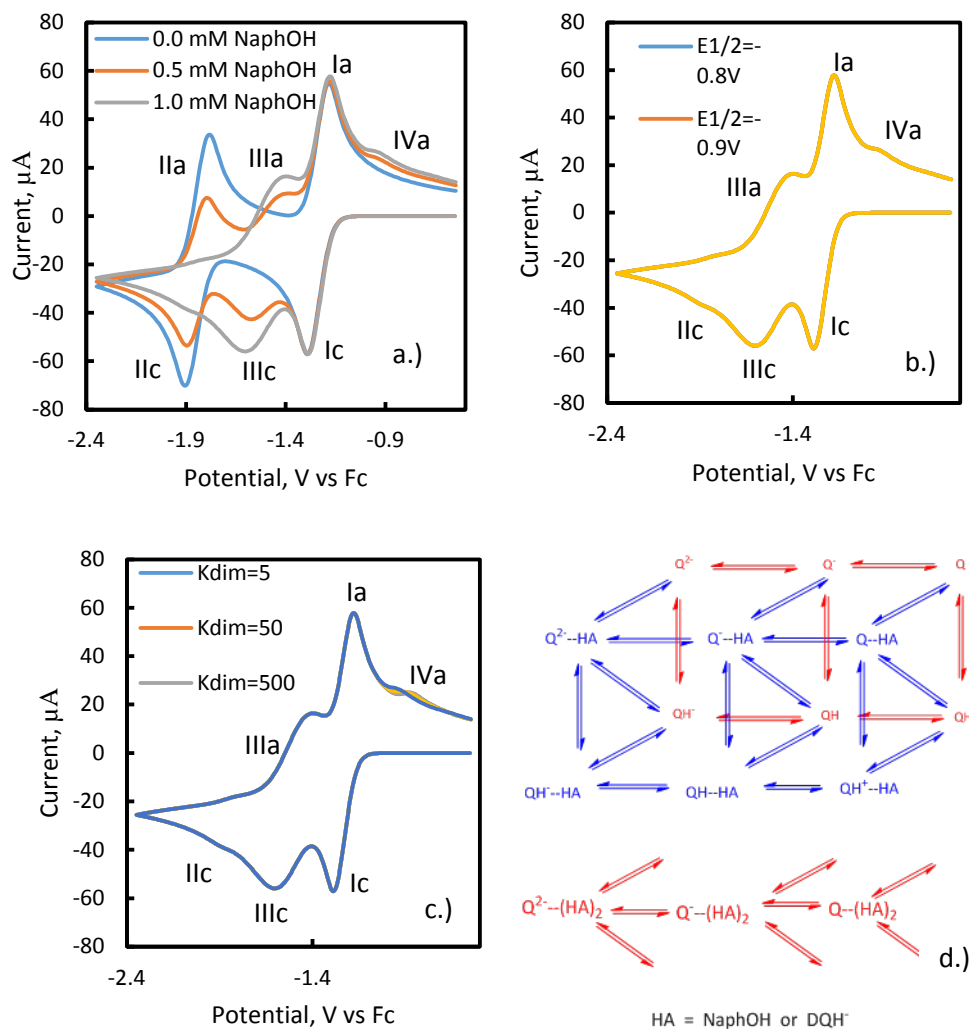 80
60
40
20
0
-20
-40
-60
-80
Current, µA
0.0 mM NaphOH
0.5 mM NaphOH
1.0 mM NaphOH
Ia
IIa
IIIa
IVa
IIc
IIIc
Ic
a.)
-2.4
-1.9
-1.4
-0.9
Potential, V vs Fc
80
60
40
20
0
-20
-40
-60
-80
Current, µA
E1/2=-
0.8V
E1/2=-
0.9V
Ia
IVa
IIIa
IIc
IIIc
Ic
b.)
-2.4
-1.4
Potential, V vs Fc
80
60
40
20
0
-20
-40
-60
-80
Current, µA
Kdim=5
Kdim=50
Kdim=500
Ia
IVa
IIIa
IIc
IIIc
Ic
c.)
-2.4
-1.4
Potential, V vs Fc
Q²⁻ Q⁻ Q
Q²⁻--HA Q⁻--HA Q--HA
QH⁻ QH QH
QH⁻--HA QH--HA QH⁺--HA
Q²⁻--(HA)₂ Q⁻--(HA)₂ Q--(HA)₂
d.)
HA = NaphOH or DQH⁻